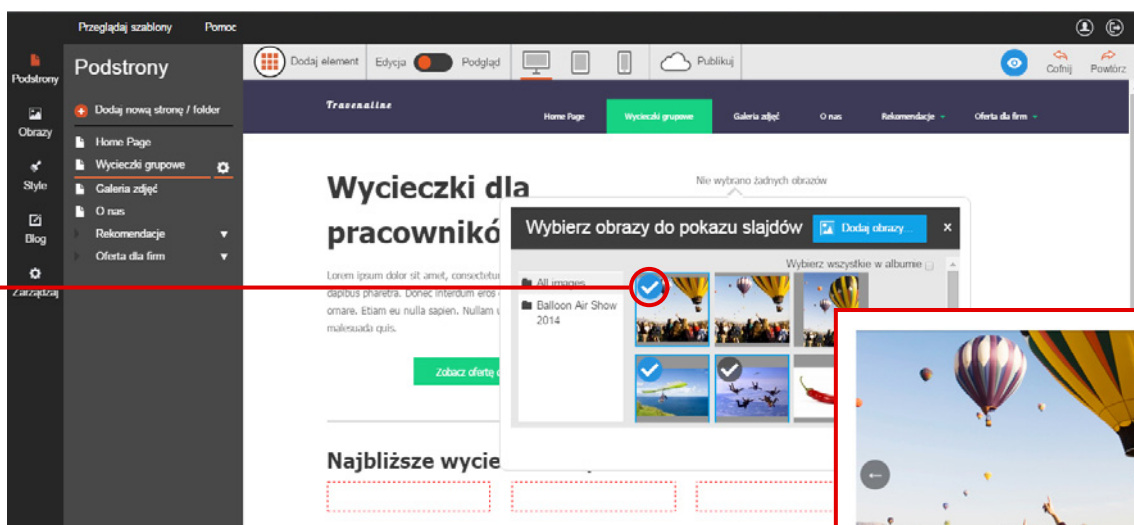 Przeglądaj szablony Pomoc
Podstrony
Obrazy
Style
Blog
Zarządzaj
Podstrony
Dodaj nową stronę / folder
Home Page
Wycieczki grupowe
Galeria zdjęć
O nas
Rekomendacje
Oferta dla firm
Dodaj element Edycja Podgląd Publikuj Cofnij Powtórz
Travenaline
Home Page Wycieczki grupowe Galeria zdjęć O nas Rekomendacje Oferta dla firm
Wycieczki dla
pracownikó
Nie wybrano żadnych obrazów
Lorem ipsum dolor sit amet, consectetu
dapibus pharetra. Donec interdum eros
ornare. Etiam eu nulla sapien. Nullam
malesuada quis.
Zobacz ofertę
Wybierz obrazy do pokazu slajdów Dodaj obrazy... ×
Wybierz wszystkie w albumie
All images
Balloon Air Show
2014
Najbliższe wycie